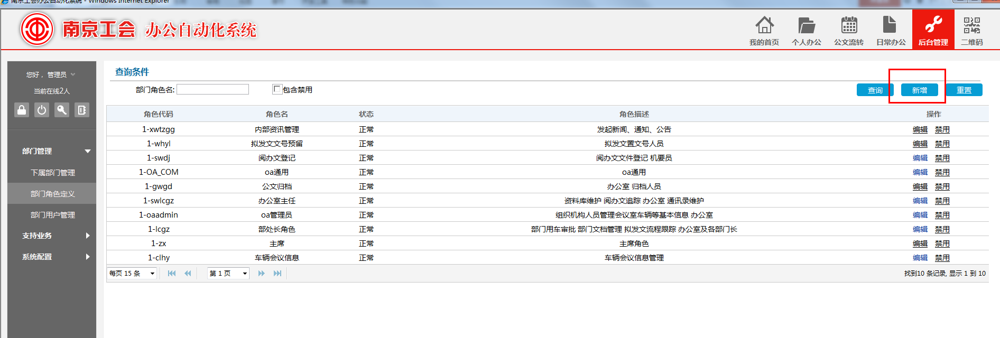 南京工会办公自动化系统 - Windows Internet Explorer
南京工会 办公自动化系统
我的首页 个人办公 公文流转 日常办公 后台管理 二维码
您好，管理员
当前在线2人
部门管理
下属部门管理
部门角色定义
部门用户管理
支持业务
系统配置
查询条件
部门角色名: 包含禁用 查询 新增 重置
角色代码 角色名 状态 角色描述 操作
1-xwtzgg 内部资讯管理 正常 发起新闻、通知、公告 编辑 禁用
1-whyl 拟发文文号预留 正常 拟发文置文号人员 编辑 禁用
1-swdj 阅办文登记 正常 阅办文文件登记 机要员 编辑 禁用
1-OA_COM oa通用 正常 oa通用 编辑 禁用
1-gwgd 公文归档 正常 办公室 归档人员 编辑 禁用
1-swlcgz 办公室主任 正常 资料库维护 阅办文追踪 办公室 通讯录维护 编辑 禁用
1-oaadmin oa管理员 正常 组织机构人员管理会议室车辆等基本信息 办公室 编辑 禁用
1-lcgz 部处长角色 正常 部门用车审批 部门文档管理 拟发文流程跟踪 办公室及各部门长 编辑 禁用
1-zx 主席 正常 主席角色 编辑 禁用
1-clhy 车辆会议信息 正常 车辆会议信息管理 编辑 禁用
每页 15 条 第 1 页 找到10 条记录, 显示 1 到 10